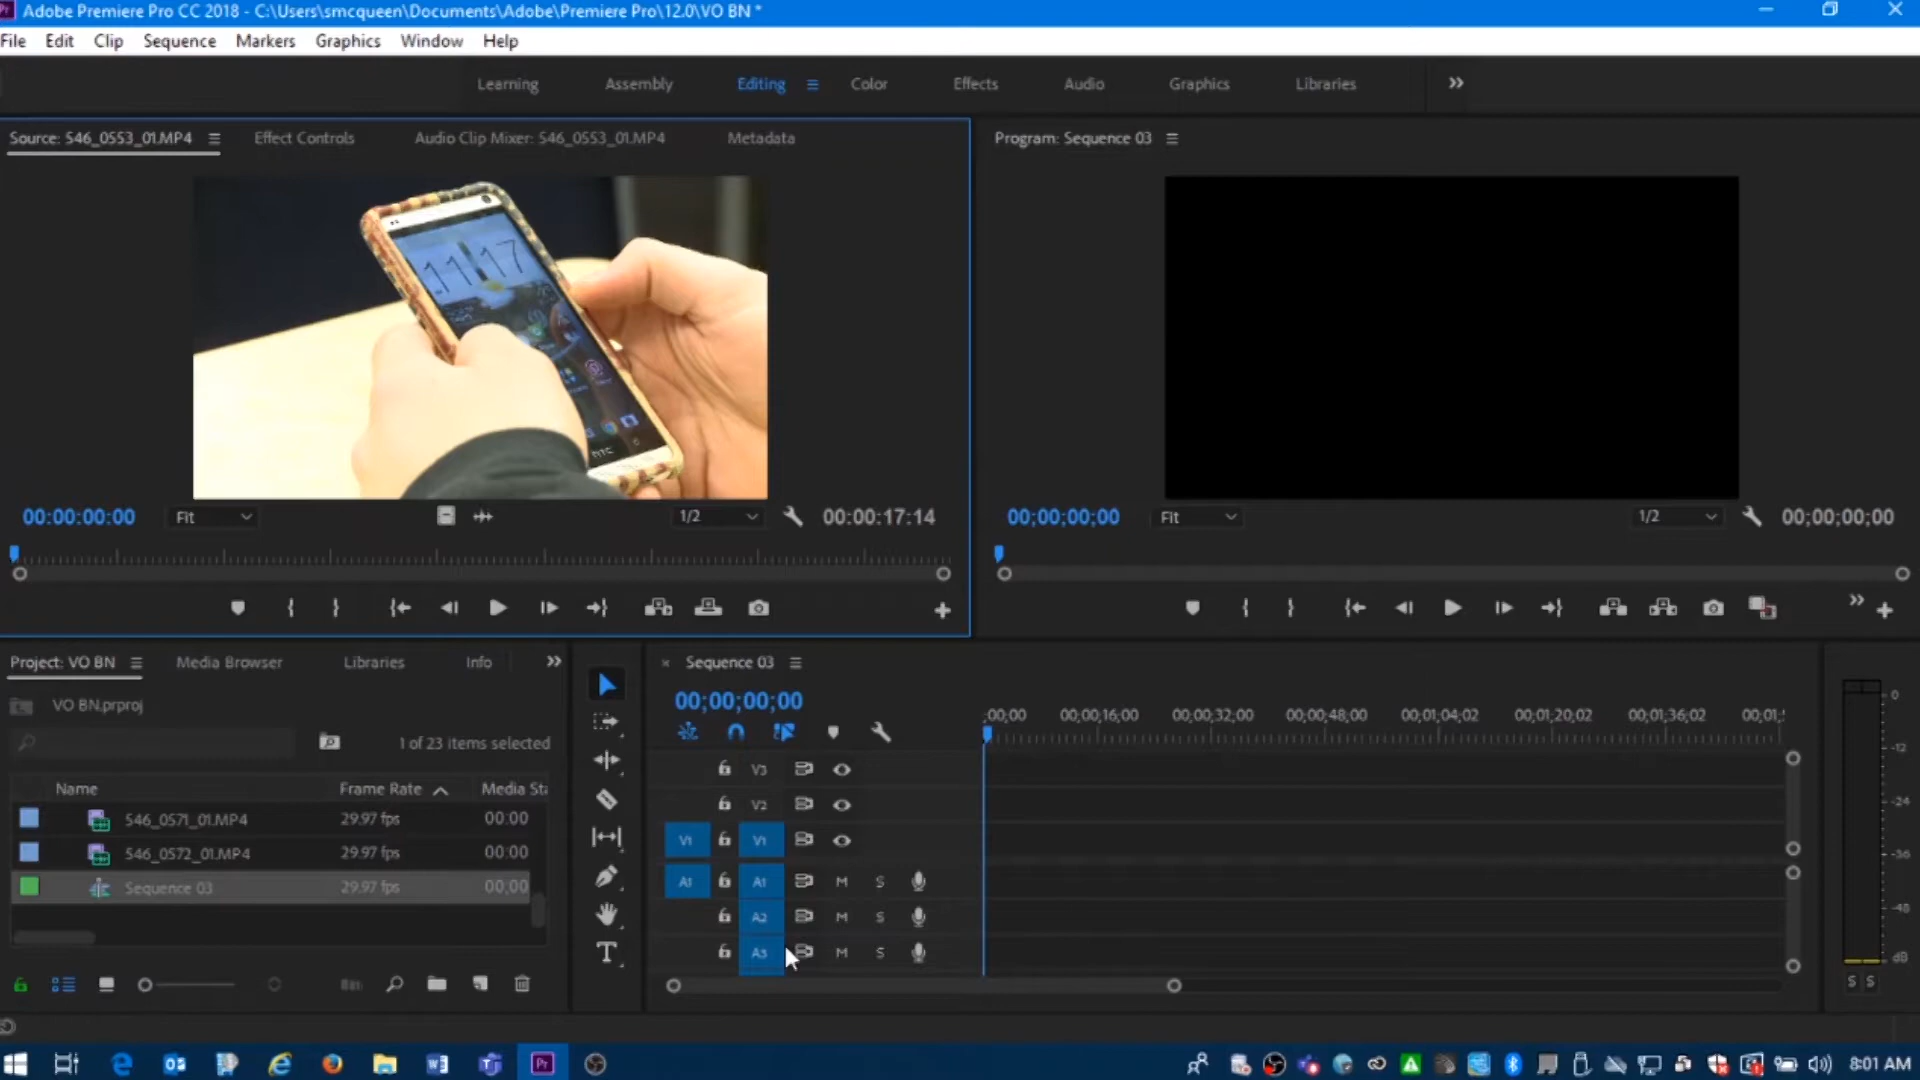 Adobe Premiere Pro CC 2018 - C:\Users\smcqueen\Documents\Adobe\Premiere Pro\12.0\VO BN *
File Edit Clip Sequence Markers Graphics Window Help
Learning Assembly Editing Color Effects Audio Graphics Libraries
Source: 546_0553_01.MP4 Effect Controls Audio Clip Mixer: 546_0553_01.MP4 Metadata
Program: Sequence 03
11 17
htc
00:00:00:00 Fit 1/2 00:00:17:14
00;00;00;00 Fit 1/2 00;00;00;00
Project: VO BN Media Browser Libraries Info
VO BN.prproj
1 of 23 items selected
Name Frame Rate Media Sta
546_0571_01.MP4 29.97 fps 00:00
546_0572_01.MP4 29.97 fps 00:00
Sequence 03 29.97 fps 00;00
Sequence 03
00;00;00;00
;00;00 00;00;16;00 00;00;32;00 00;00;48;00 00;01;04;02 00;01;20;02 00;01;36;02 00;01;
V3
V2
V1 V1
A1 A1 M S
A2 M S
A3 M S
0
-12
-24
-36
-48
dB
S S
8:01 AM